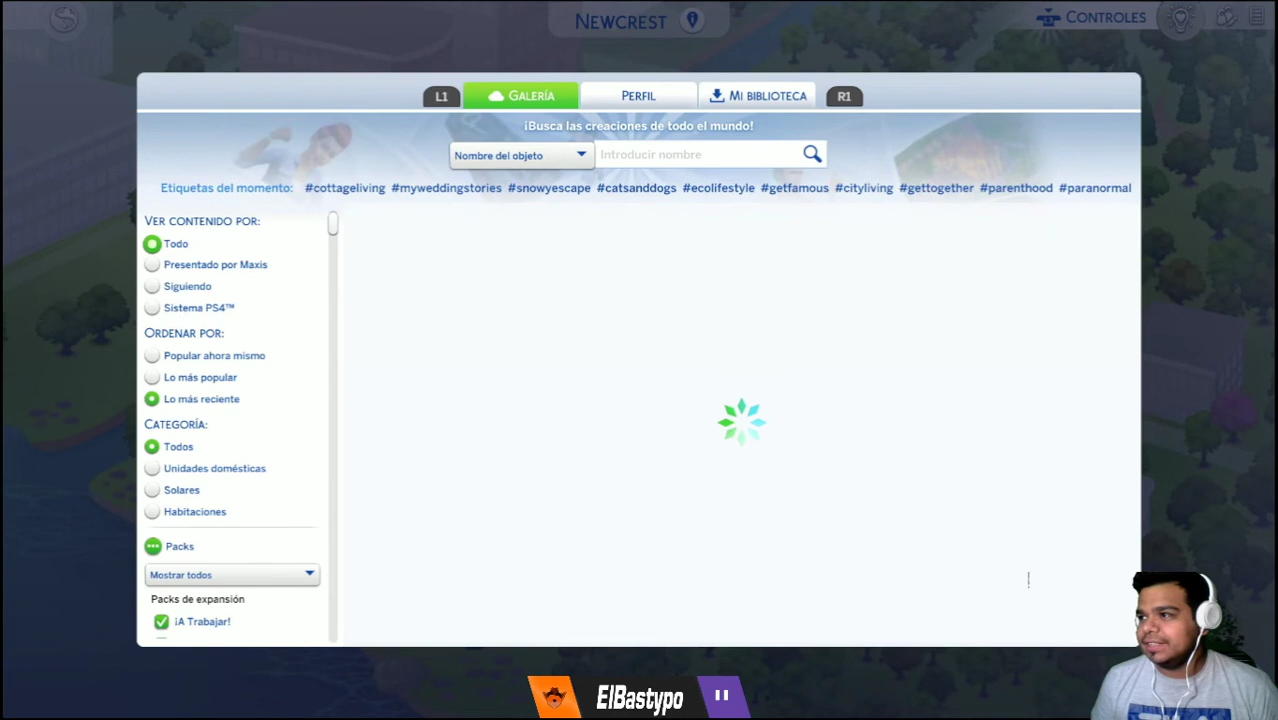 NEWCREST
CONTROLES
L1 GALERÍA PERFIL MI BIBLIOTECA R1
¡Busca las creaciones de todo el mundo!
Nombre del objeto Introducir nombre
Etiquetas del momento: #cottageliving #myweddingstories #snowyescape #catsanddogs #ecolifestyle #getfamous #cityliving #gettogether #parenthood #paranormal
VER CONTENIDO POR:
Todo
Presentado por Maxis
Siguiendo
Sistema PS4™
ORDENAR POR:
Popular ahora mismo
Lo más popular
Lo más reciente
CATEGORÍA:
Todos
Unidades domésticas
Solares
Habitaciones
Packs
Mostrar todos
Packs de expansión
¡A Trabajar!
ElBastypo